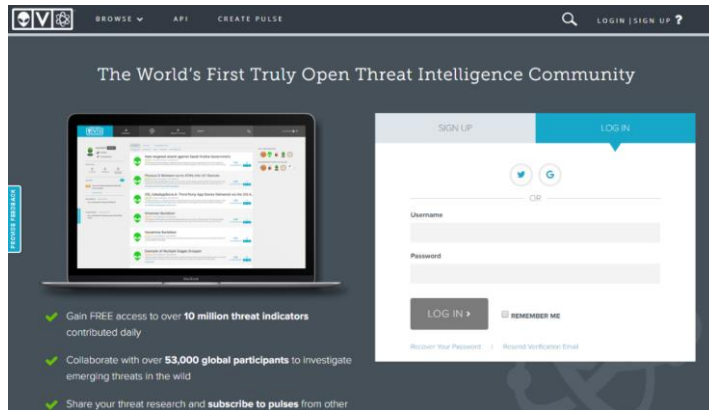 BROWSE
API
CREATE PULSE
LOGIN | SIGN UP ?
The World's First Truly Open Threat Intelligence Community
SIGN UP
LOG IN
OR
Username
Password
LOG IN
REMEMBER ME
Recover Your Password | Resend Verification Email
PROVIDE FEEDBACK
Gain FREE access to over 10 million threat indicators
contributed daily
Collaborate with over 53,000 global participants to investigate
emerging threats in the wild
Share your threat research and subscribe to pulses from other